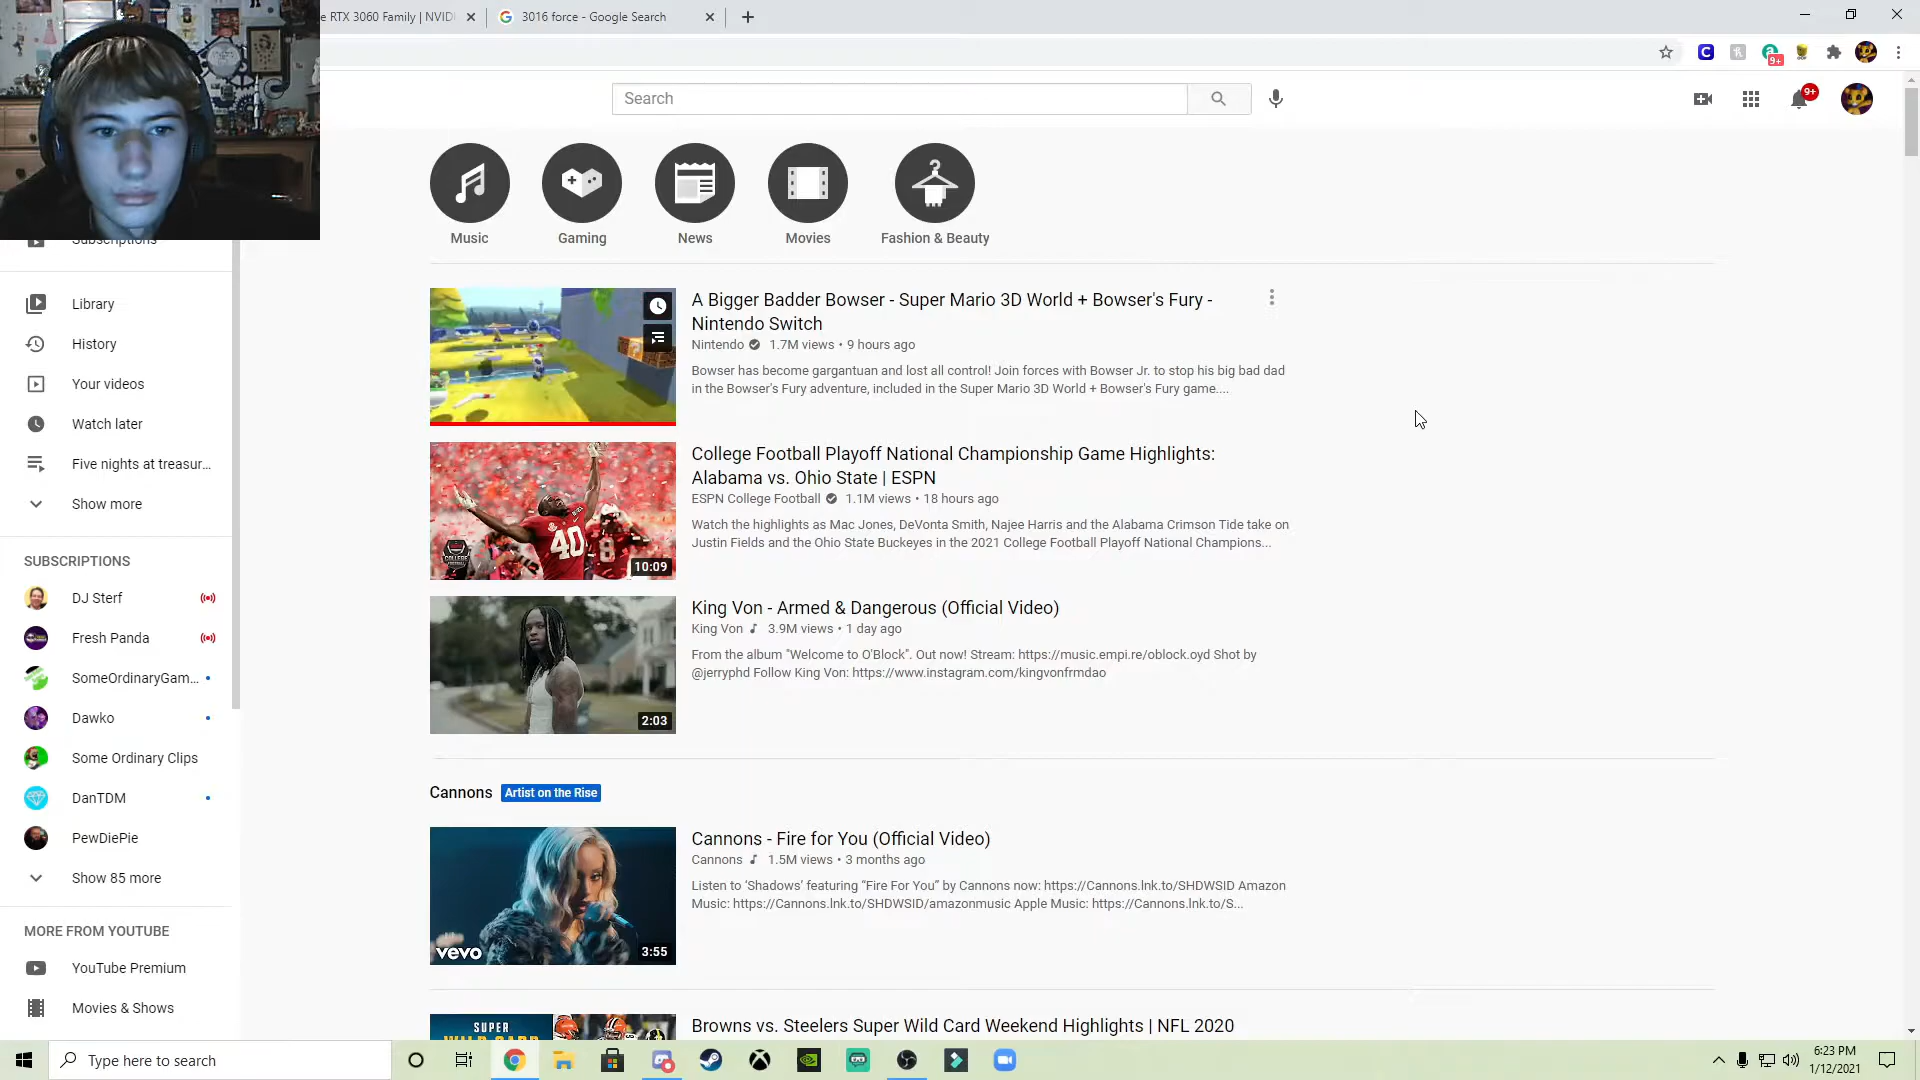 e RTX 3060 Family | NVIDI
3016 force - Google Search
9+
Search
9+
Music
Gaming
News
Movies
Fashion & Beauty
Subscriptions
Library
History
Your videos
Watch later
Five nights at treasur...
Show more
SUBSCRIPTIONS
DJ Sterf
Fresh Panda
SomeOrdinaryGam...
Dawko
Some Ordinary Clips
DanTDM
PewDiePie
Show 85 more
MORE FROM YOUTUBE
YouTube Premium
Movies & Shows
A Bigger Badder Bowser - Super Mario 3D World + Bowser's Fury -
Nintendo Switch
Nintendo 1.7M views • 9 hours ago
Bowser has become gargantuan and lost all control! Join forces with Bowser Jr. to stop his big bad dad
in the Bowser's Fury adventure, included in the Super Mario 3D World + Bowser's Fury game....
College Football Playoff National Championship Game Highlights:
Alabama vs. Ohio State | ESPN
ESPN College Football 1.1M views • 18 hours ago
Watch the highlights as Mac Jones, DeVonta Smith, Najee Harris and the Alabama Crimson Tide take on
Justin Fields and the Ohio State Buckeyes in the 2021 College Football Playoff National Champions...
40
8
10:09
King Von - Armed & Dangerous (Official Video)
King Von 3.9M views • 1 day ago
From the album "Welcome to O'Block". Out now! Stream: https://music.empi.re/oblock.oyd Shot by
@jerryphd Follow King Von: https://www.instagram.com/kingvonfrmdao
2:03
Cannons Artist on the Rise
Cannons - Fire for You (Official Video)
Cannons 1.5M views • 3 months ago
Listen to ‘Shadows’ featuring “Fire For You” by Cannons now: https://Cannons.lnk.to/SHDWSID Amazon
Music: https://Cannons.lnk.to/SHDWSID/amazonmusic Apple Music: https://Cannons.lnk.to/S...
vevo
3:55
Browns vs. Steelers Super Wild Card Weekend Highlights | NFL 2020
SUPER
Type here to search
6:23 PM
1/12/2021